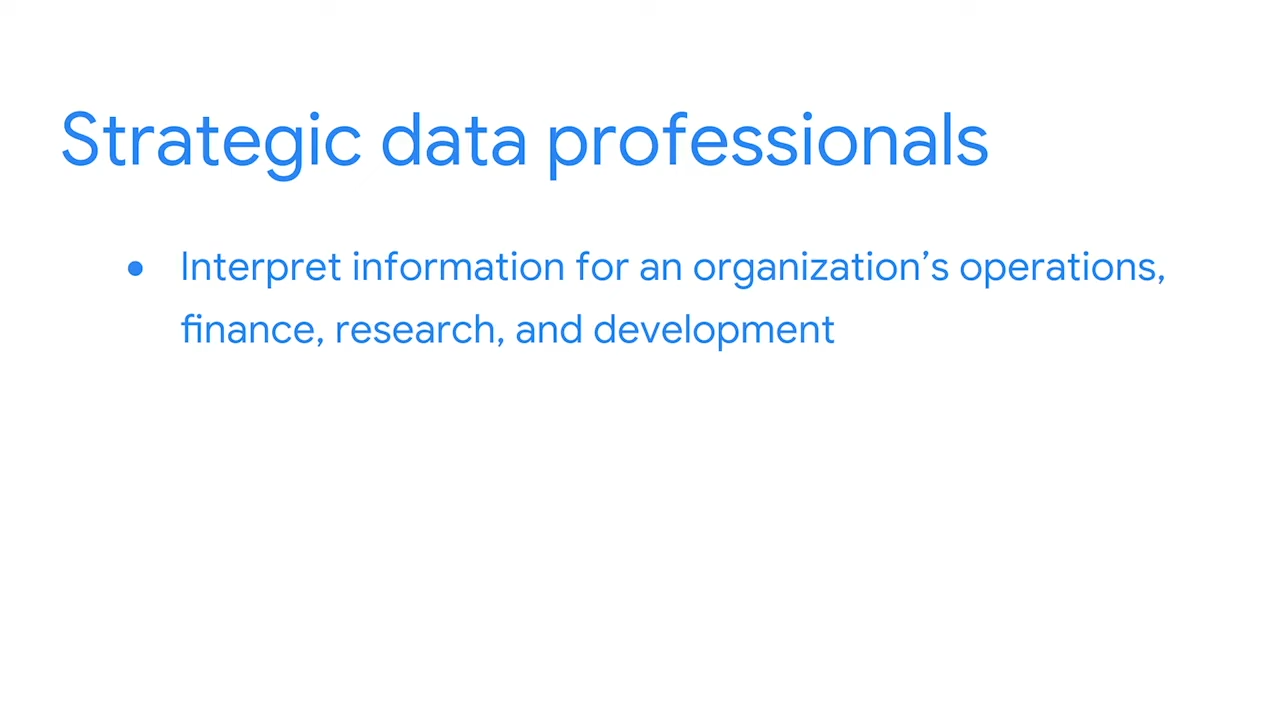 Strategic data professionals
● Interpret information for an organization’s operations,
finance, research, and development